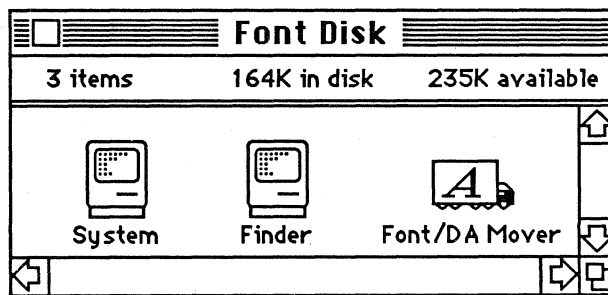 Font Disk
3 items 164K in disk 235K available
A
System Finder Font/DA Mover